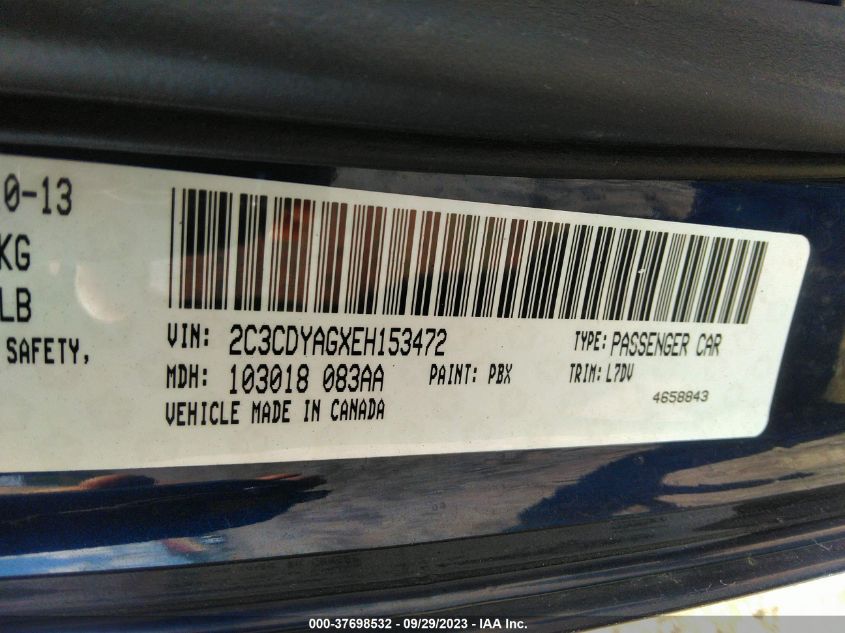 0-13
KG
LB
SAFETY,
VIN: 2C3CDYAGXEH153472
TYPE: PASSENGER CAR
MDH: 103018 083AA
PAINT: PBX
TRIM: L7DV
VEHICLE MADE IN CANADA
4658843
000-37698532 - 09/29/2023 - IAA, Inc.